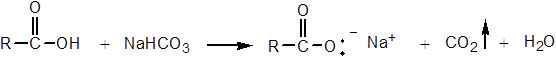 R-C(=O)-OH + NaHCO₃ → R-C(=O)-O:⁻ Na⁺ + CO₂↑ + H₂O